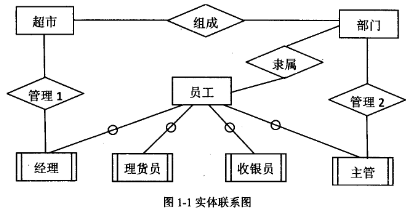 超市
组成
部门
隶属
员工
管理 1
管理 2
经理
理货员
收银员
主管
图 1-1 实体联系图